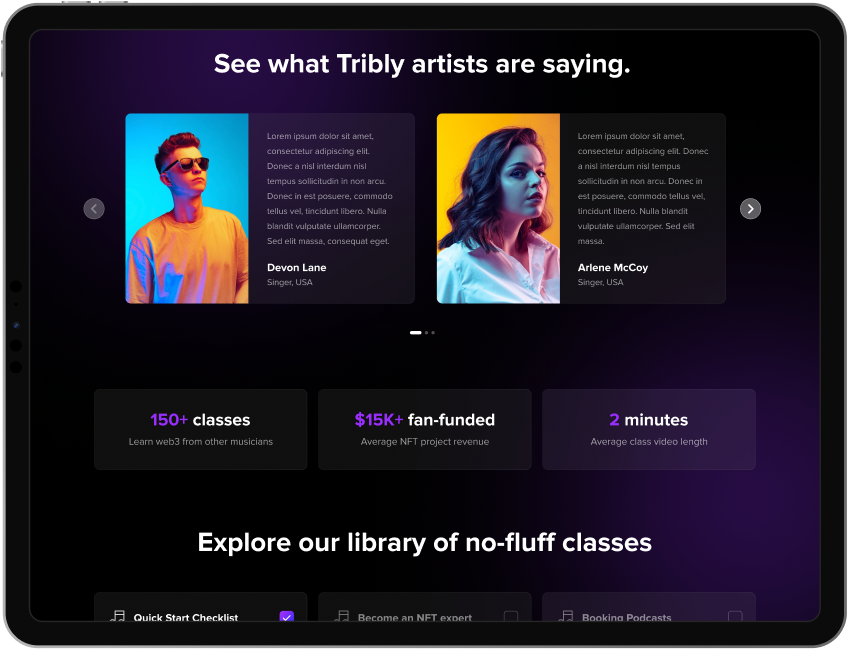 See what Tribly artists are saying.
Lorem ipsum dolor sit amet,
consectetur adipiscing elit.
Donec a nisl interdum nisl
tempus sollicitudin in non arcu.
Donec in est posuere, commodo
tellus vel, tincidunt libero. Nulla
blandit vulputate ullamcorper.
Sed elit massa, consequat eget.
Devon Lane
Singer, USA
Lorem ipsum dolor sit amet,
consectetur adipiscing elit. Donec
a nisl interdum nisl tempus
sollicitudin in non arcu. Donec in
est posuere, commodo tellus vel,
tincidunt libero. Nulla blandit
vulputate ullamcorper. Sed elit
massa.
Arlene McCoy
Singer, USA
150+ classes
Learn web3 from other musicians
$15K+ fan-funded
Average NFT project revenue
2 minutes
Average class video length
Explore our library of no-fluff classes
Quick Start Checklist
Become an NFT expert
Booking Podcasts